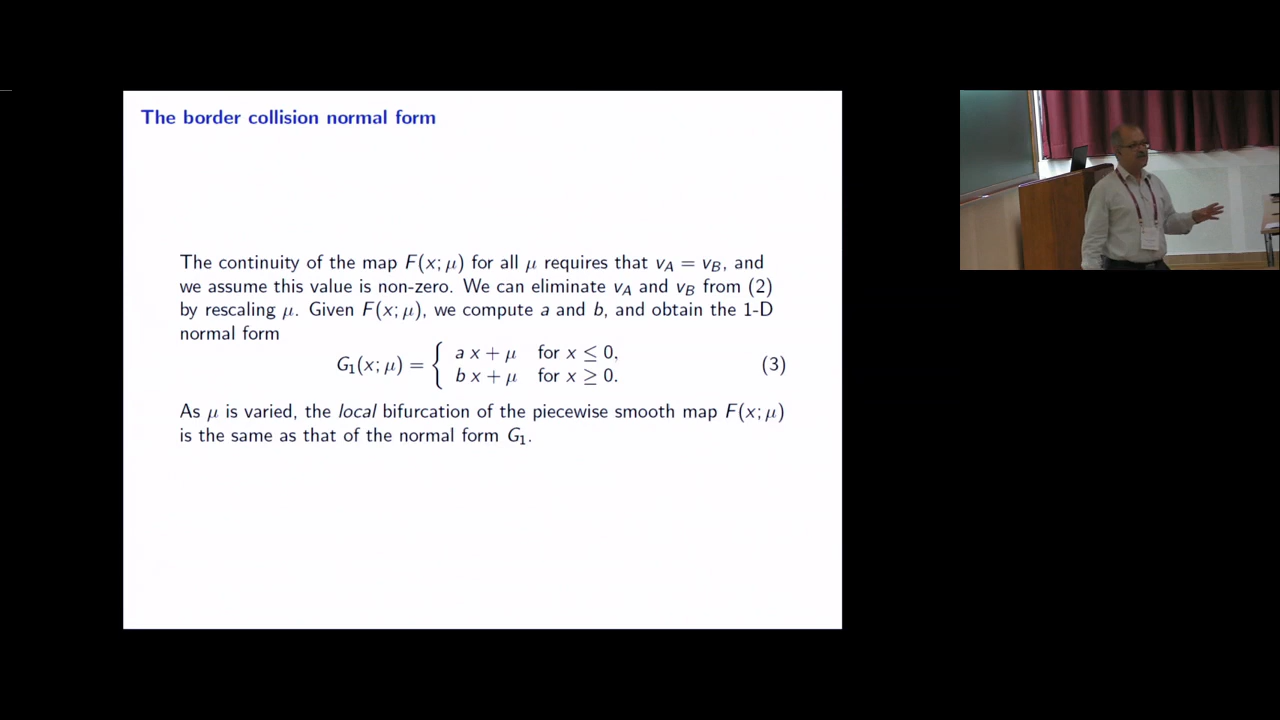 The border collision normal form
The continuity of the map F(x; μ) for all μ requires that v_A = v_B, and
we assume this value is non-zero. We can eliminate v_A and v_B from (2)
by rescaling μ. Given F(x; μ), we compute a and b, and obtain the 1-D
normal form
G₁(x; μ) = { a x + μ for x ≤ 0,
b x + μ for x ≥ 0. (3)
As μ is varied, the local bifurcation of the piecewise smooth map F(x; μ)
is the same as that of the normal form G₁.